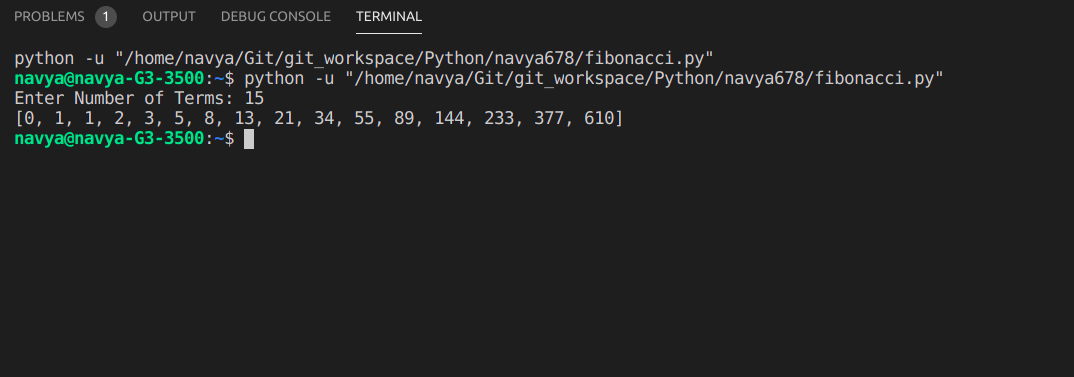 PROBLEMS 1 OUTPUT DEBUG CONSOLE TERMINAL
python -u "/home/navya/Git/git_workspace/Python/navya678/fibonacci.py"
navya@navya-G3-3500:~$ python -u "/home/navya/Git/git_workspace/Python/navya678/fibonacci.py"
Enter Number of Terms: 15
[0, 1, 1, 2, 3, 5, 8, 13, 21, 34, 55, 89, 144, 233, 377, 610]
navya@navya-G3-3500:~$